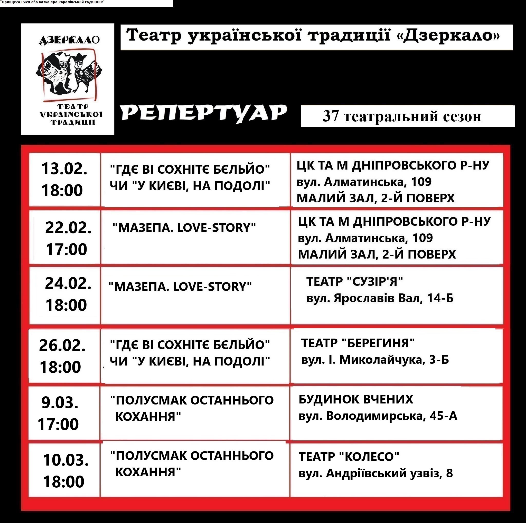 ДЗЕРКАЛО
ТЕАТР
УКРАЇНСЬКОЇ
ТРАДИЦІЇ
Театр української традиції «Дзеркало»
РЕПЕРТУАР
37 театральний сезон
13.02.
18:00
"ГДЄ ВІ СОХНІТЄ БЄЛЬЙО"
ЧИ "У КИЄВІ, НА ПОДОЛІ"
ЦК ТА М ДНІПРОВСЬКОГО Р-НУ
вул. Алматинська, 109
МАЛИЙ ЗАЛ, 2-Й ПОВЕРХ
22.02.
17:00
"МАЗЕПА. LOVE-STORY"
ЦК ТА М ДНІПРОВСЬКОГО Р-НУ
вул. Алматинська, 109
МАЛИЙ ЗАЛ, 2-Й ПОВЕРХ
24.02.
18:00
"МАЗЕПА. LOVE-STORY"
ТЕАТР "СУЗІР'Я"
вул. Ярославів Вал, 14-Б
26.02.
18:00
"ГДЄ ВІ СОХНІТЄ БЄЛЬЙО"
ЧИ "У КИЄВІ, НА ПОДОЛІ"
ТЕАТР "БЕРЕГИНЯ"
вул. І. Миколайчука, 3-Б
9.03.
17:00
"ПОЛУСМАК ОСТАННЬОГО
КОХАННЯ"
БУДИНОК ВЧЕНИХ
вул. Володимирська, 45-А
10.03.
18:00
"ПОЛУСМАК ОСТАННЬОГО
КОХАННЯ"
ТЕАТР "КОЛЕСО"
вул. Андріївський узвіз, 8